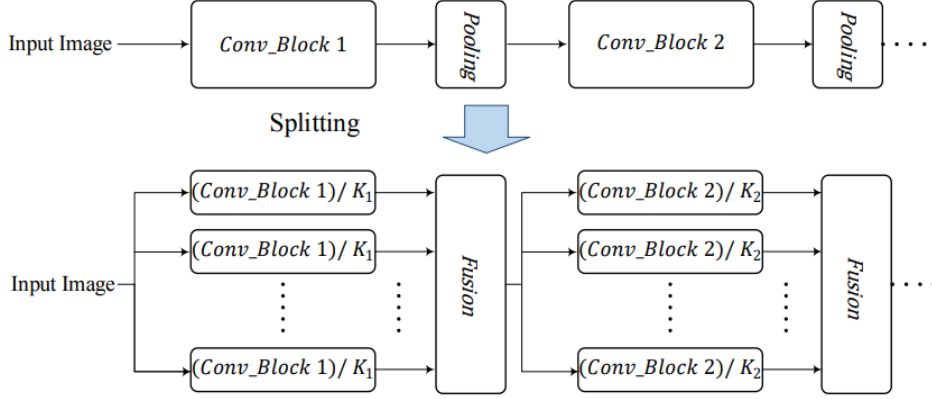 Input Image
Conv_Block 1
Pooling
Conv_Block 2
Pooling
Splitting
Input Image
(Conv_Block 1)/ K₁
(Conv_Block 1)/ K₁
(Conv_Block 1)/ K₁
Fusion
(Conv_Block 2)/ K₂
(Conv_Block 2)/ K₂
(Conv_Block 2)/ K₂
Fusion